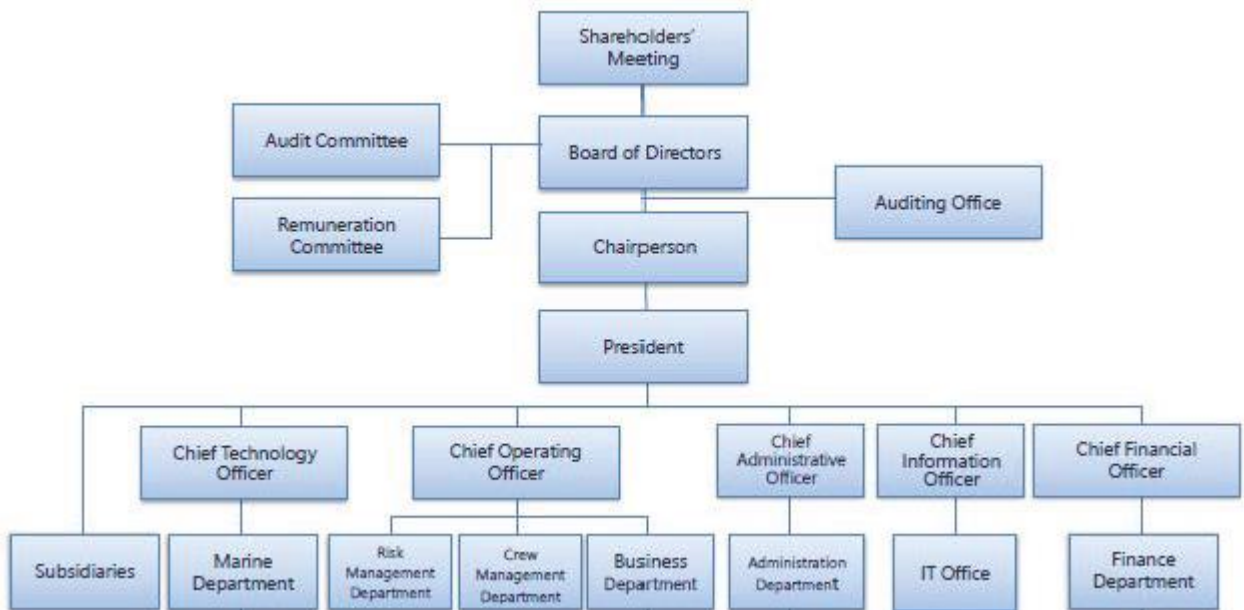 Shareholders'
Meeting
Audit Committee
Board of Directors
Auditing Office
Remuneration
Committee
Chairperson
President
Chief Technology
Officer
Chief Operating
Officer
Chief
Administrative
Officer
Chief
Information
Officer
Chief Financial
Officer
Subsidiaries
Marine
Department
Risk
Management
Department
Crew
Management
Department
Business
Department
Administration
Department
IT Office
Finance
Department